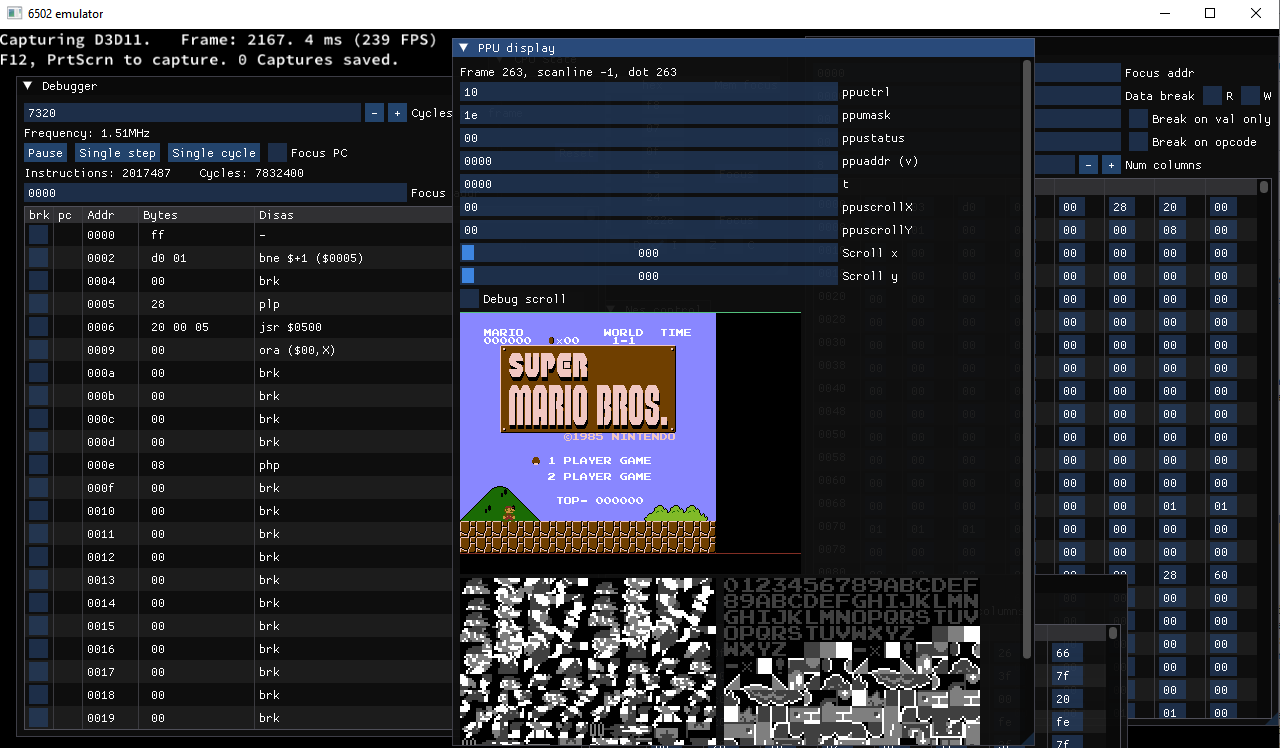 6502 emulator
Capturing D3D11. Frame: 2167. 4 ms (239 FPS)
F12, PrtScrn to capture. 0 Captures saved.
Debugger
7320 - + Cycles
Frequency: 1.51MHz
Pause Single step Single cycle Focus PC
Instructions: 2017487 Cycles: 7832400
0000 Focus
brk pc Addr Bytes Disas
0000 ff -
0002 d0 01 bne $+1 ($0005)
0004 00 brk
0005 28 plp
0006 20 00 05 jsr $0500
0009 00 ora ($00,X)
000a 00 brk
000b 00 brk
000c 00 brk
000d 00 brk
000e 08 php
000f 00 brk
0010 00 brk
0011 00 brk
0012 00 brk
0013 00 brk
0014 00 brk
0015 00 brk
0016 00 brk
0017 00 brk
0018 00 brk
0019 00 brk
PPU display
Frame 263, scanline -1, dot 263
10 ppuctrl
1e ppumask
00 ppustatus
0000 ppuaddr (v)
0000 t
00 ppuscrollX
00 ppuscrollY
000 Scroll x
000 Scroll y
Debug scroll
MARIO WORLD TIME
000000 x00 1-1
SUPER
MARIO BROS.
©1985 NINTENDO
1 PLAYER GAME
2 PLAYER GAME
TOP- 000000
0123456789ABCDEF
89ABCDEFGHIJKLMN
GHIJKLMNOPQRSTUV
OPQRSTUVWXYZ
WXYZ
Focus addr
Data break R W
Break on val only
Break on opcode
- + Num columns
00 28 20 00
00 00 08 00
00 00 00 00
00 00 00 00
00 00 00 00
00 00 00 00
00 00 00 00
00 00 00 00
00 00 00 00
00 00 00 00
00 00 00 00
00 00 00 00
00 00 00 00
00 00 01 01
00 00 00 00
00 00 00 00
28 60
00 00
00 00
00 00
00 00
00 00
01 00
66
7f
20
fe
7f